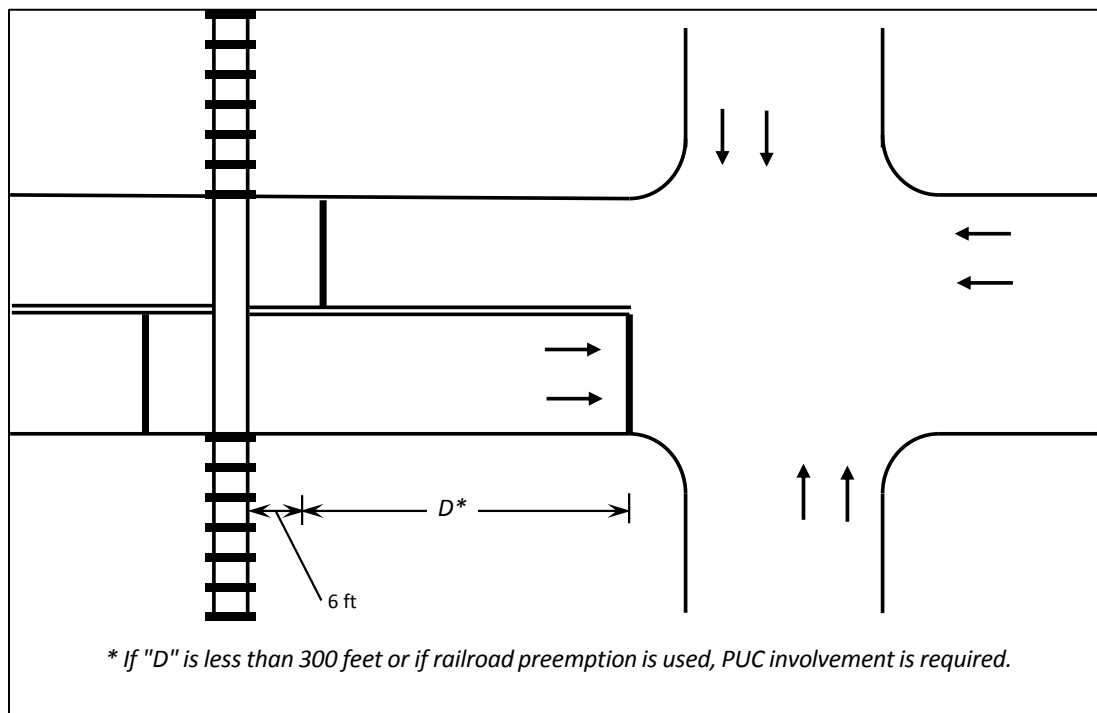 D*
6 ft
* If "D" is less than 300 feet or if railroad preemption is used, PUC involvement is required.